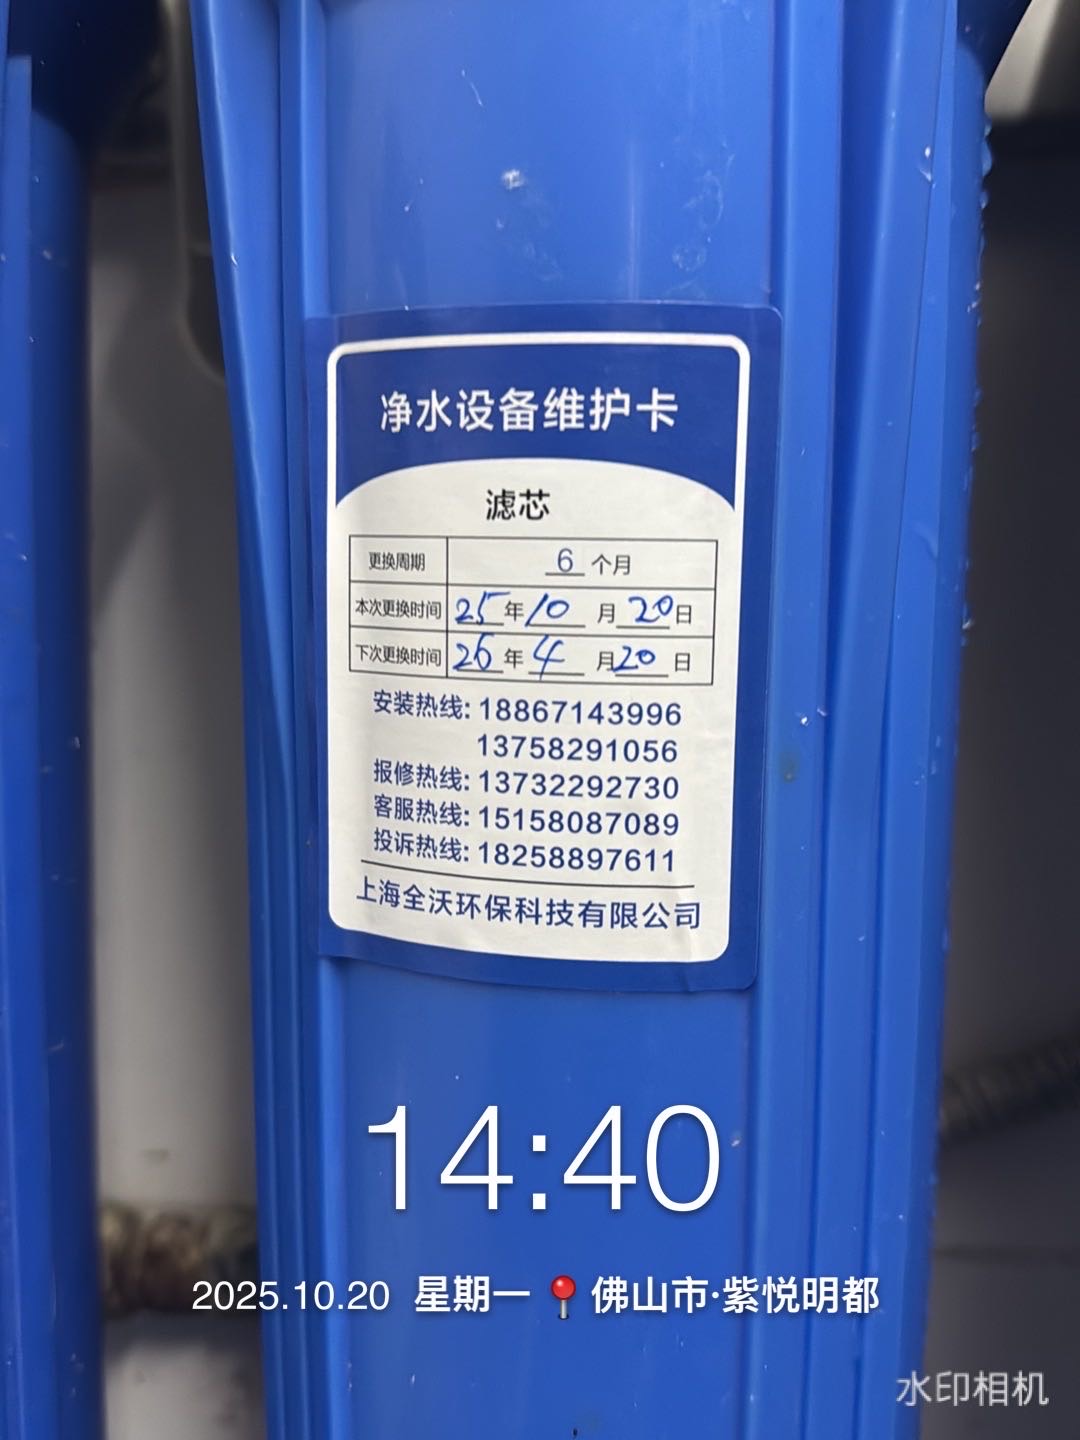 净水设备维护卡
滤芯
更换周期 6 个月
本次更换时间 25 年 10 月 20 日
下次更换时间 26 年 4 月 20 日
安装热线: 18867143996
13758291056
报修热线: 13732292730
客服热线: 15158087089
投诉热线: 18258897611
上海全沃环保科技有限公司
14:40
2025.10.20 星期一 📍佛山市·紫悦明都
水印相机